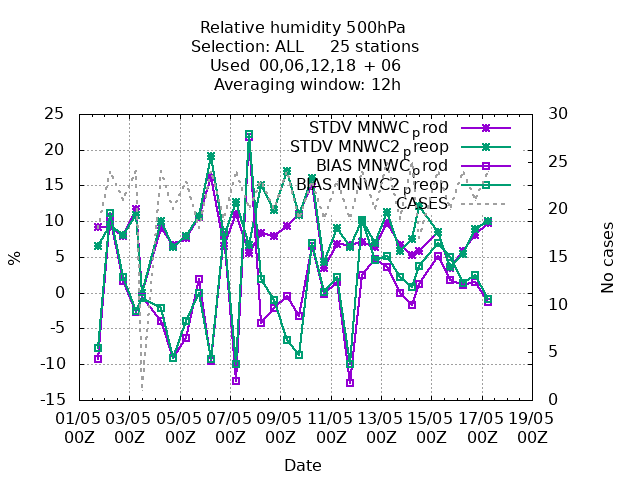 Relative humidity 500hPa
Selection: ALL 25 stations
Used 00,06,12,18 + 06
Averaging window: 12h
25 20 15 10 5 0 -5 -10 -15
%
STDV MNWC_prod
STDV MNWC2_preop
BIAS MNWC_prod
BIAS MNWC2_preop
CASES
30 25 20 15 10 5 0
No cases
01/05 03/05 05/05 07/05 09/05 11/05 13/05 15/05 17/05 19/05
00Z 00Z 00Z 00Z 00Z 00Z 00Z 00Z 00Z 00Z
Date